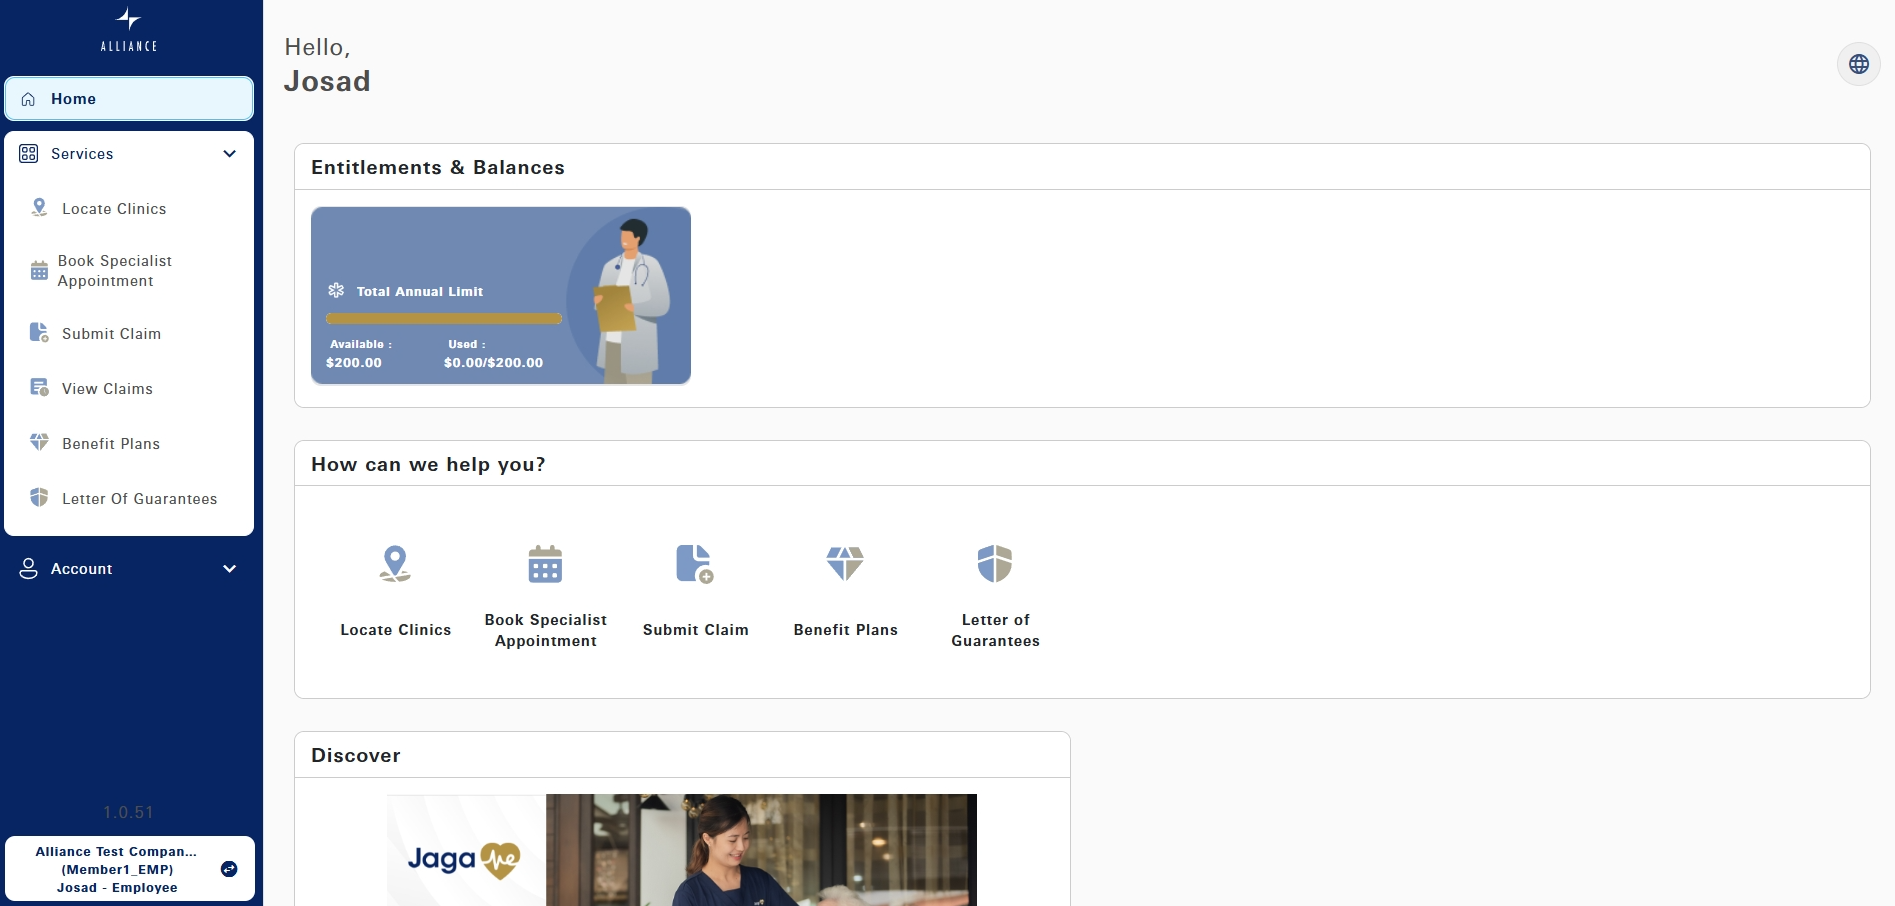 ALLIANCE
Home
Services
Locate Clinics
Book Specialist
Appointment
Submit Claim
View Claims
Benefit Plans
Letter Of Guarantees
Account
1.0.51
Alliance Test Compan...
(Member1_EMP)
Josad - Employee
Hello,
Josad
Entitlements & Balances
Total Annual Limit
Available :
Used :
$200.00
$0.00/$200.00
How can we help you?
Locate Clinics
Book Specialist
Appointment
Submit Claim
Benefit Plans
Letter of
Guarantees
Discover
Jaga me